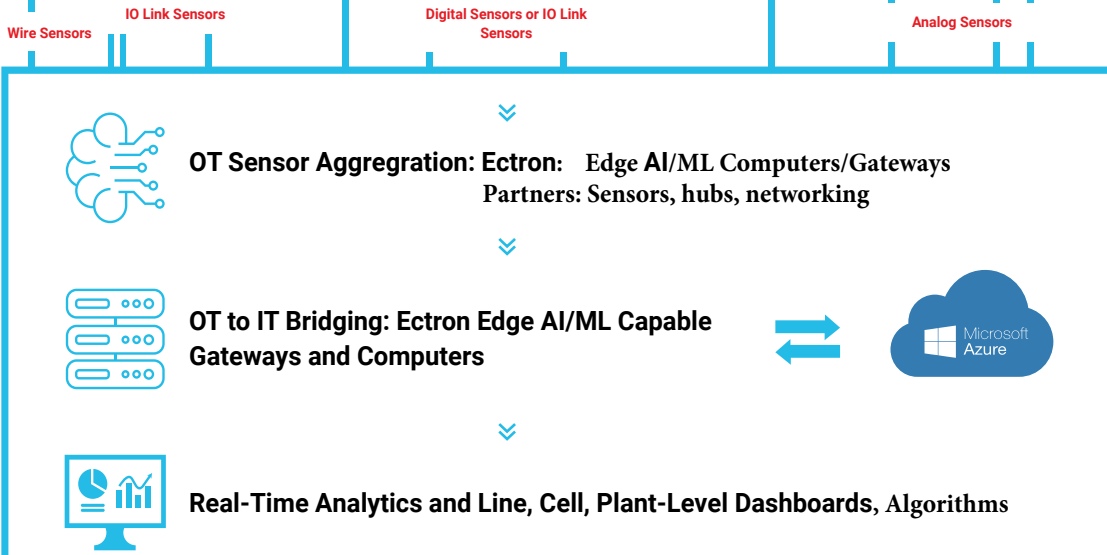 IO Link Sensors
Wire Sensors
Digital Sensors or IO Link
Sensors
Analog Sensors
OT Sensor Aggregration: Ectron: Edge AI/ML Computers/Gateways
Partners: Sensors, hubs, networking
OT to IT Bridging: Ectron Edge AI/ML Capable
Gateways and Computers
Microsoft
Azure
Real-Time Analytics and Line, Cell, Plant-Level Dashboards, Algorithms